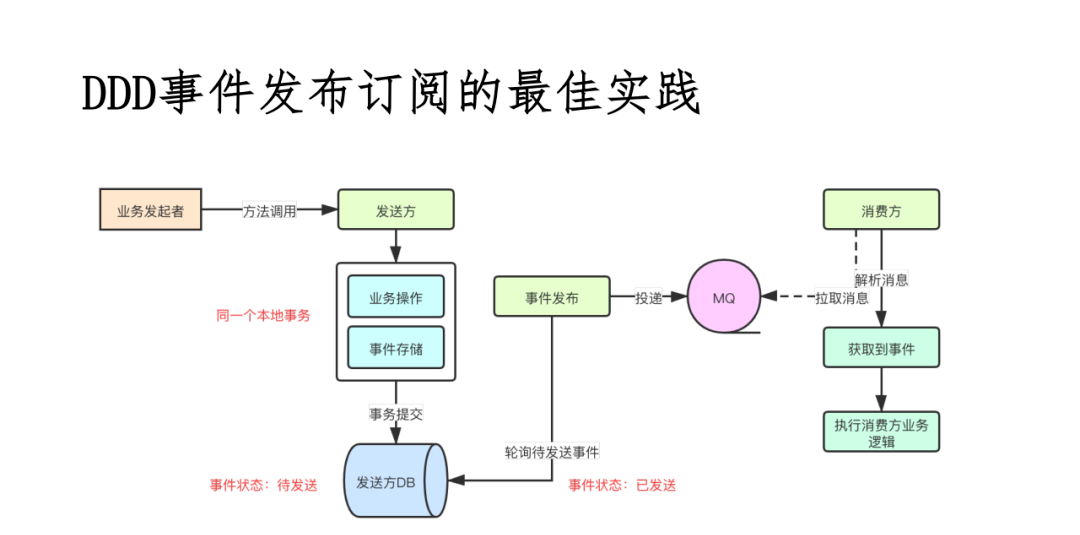 DDD事件发布订阅的最佳实践
业务发起者
方法调用
发送方
消费方
业务操作
事件存储
同一个本地事务
事件发布
投递
MQ
拉取消息
解析消息
获取到事件
执行消费方业务
逻辑
事务提交
轮询待发送事件
事件状态：待发送
发送方DB
事件状态：已发送